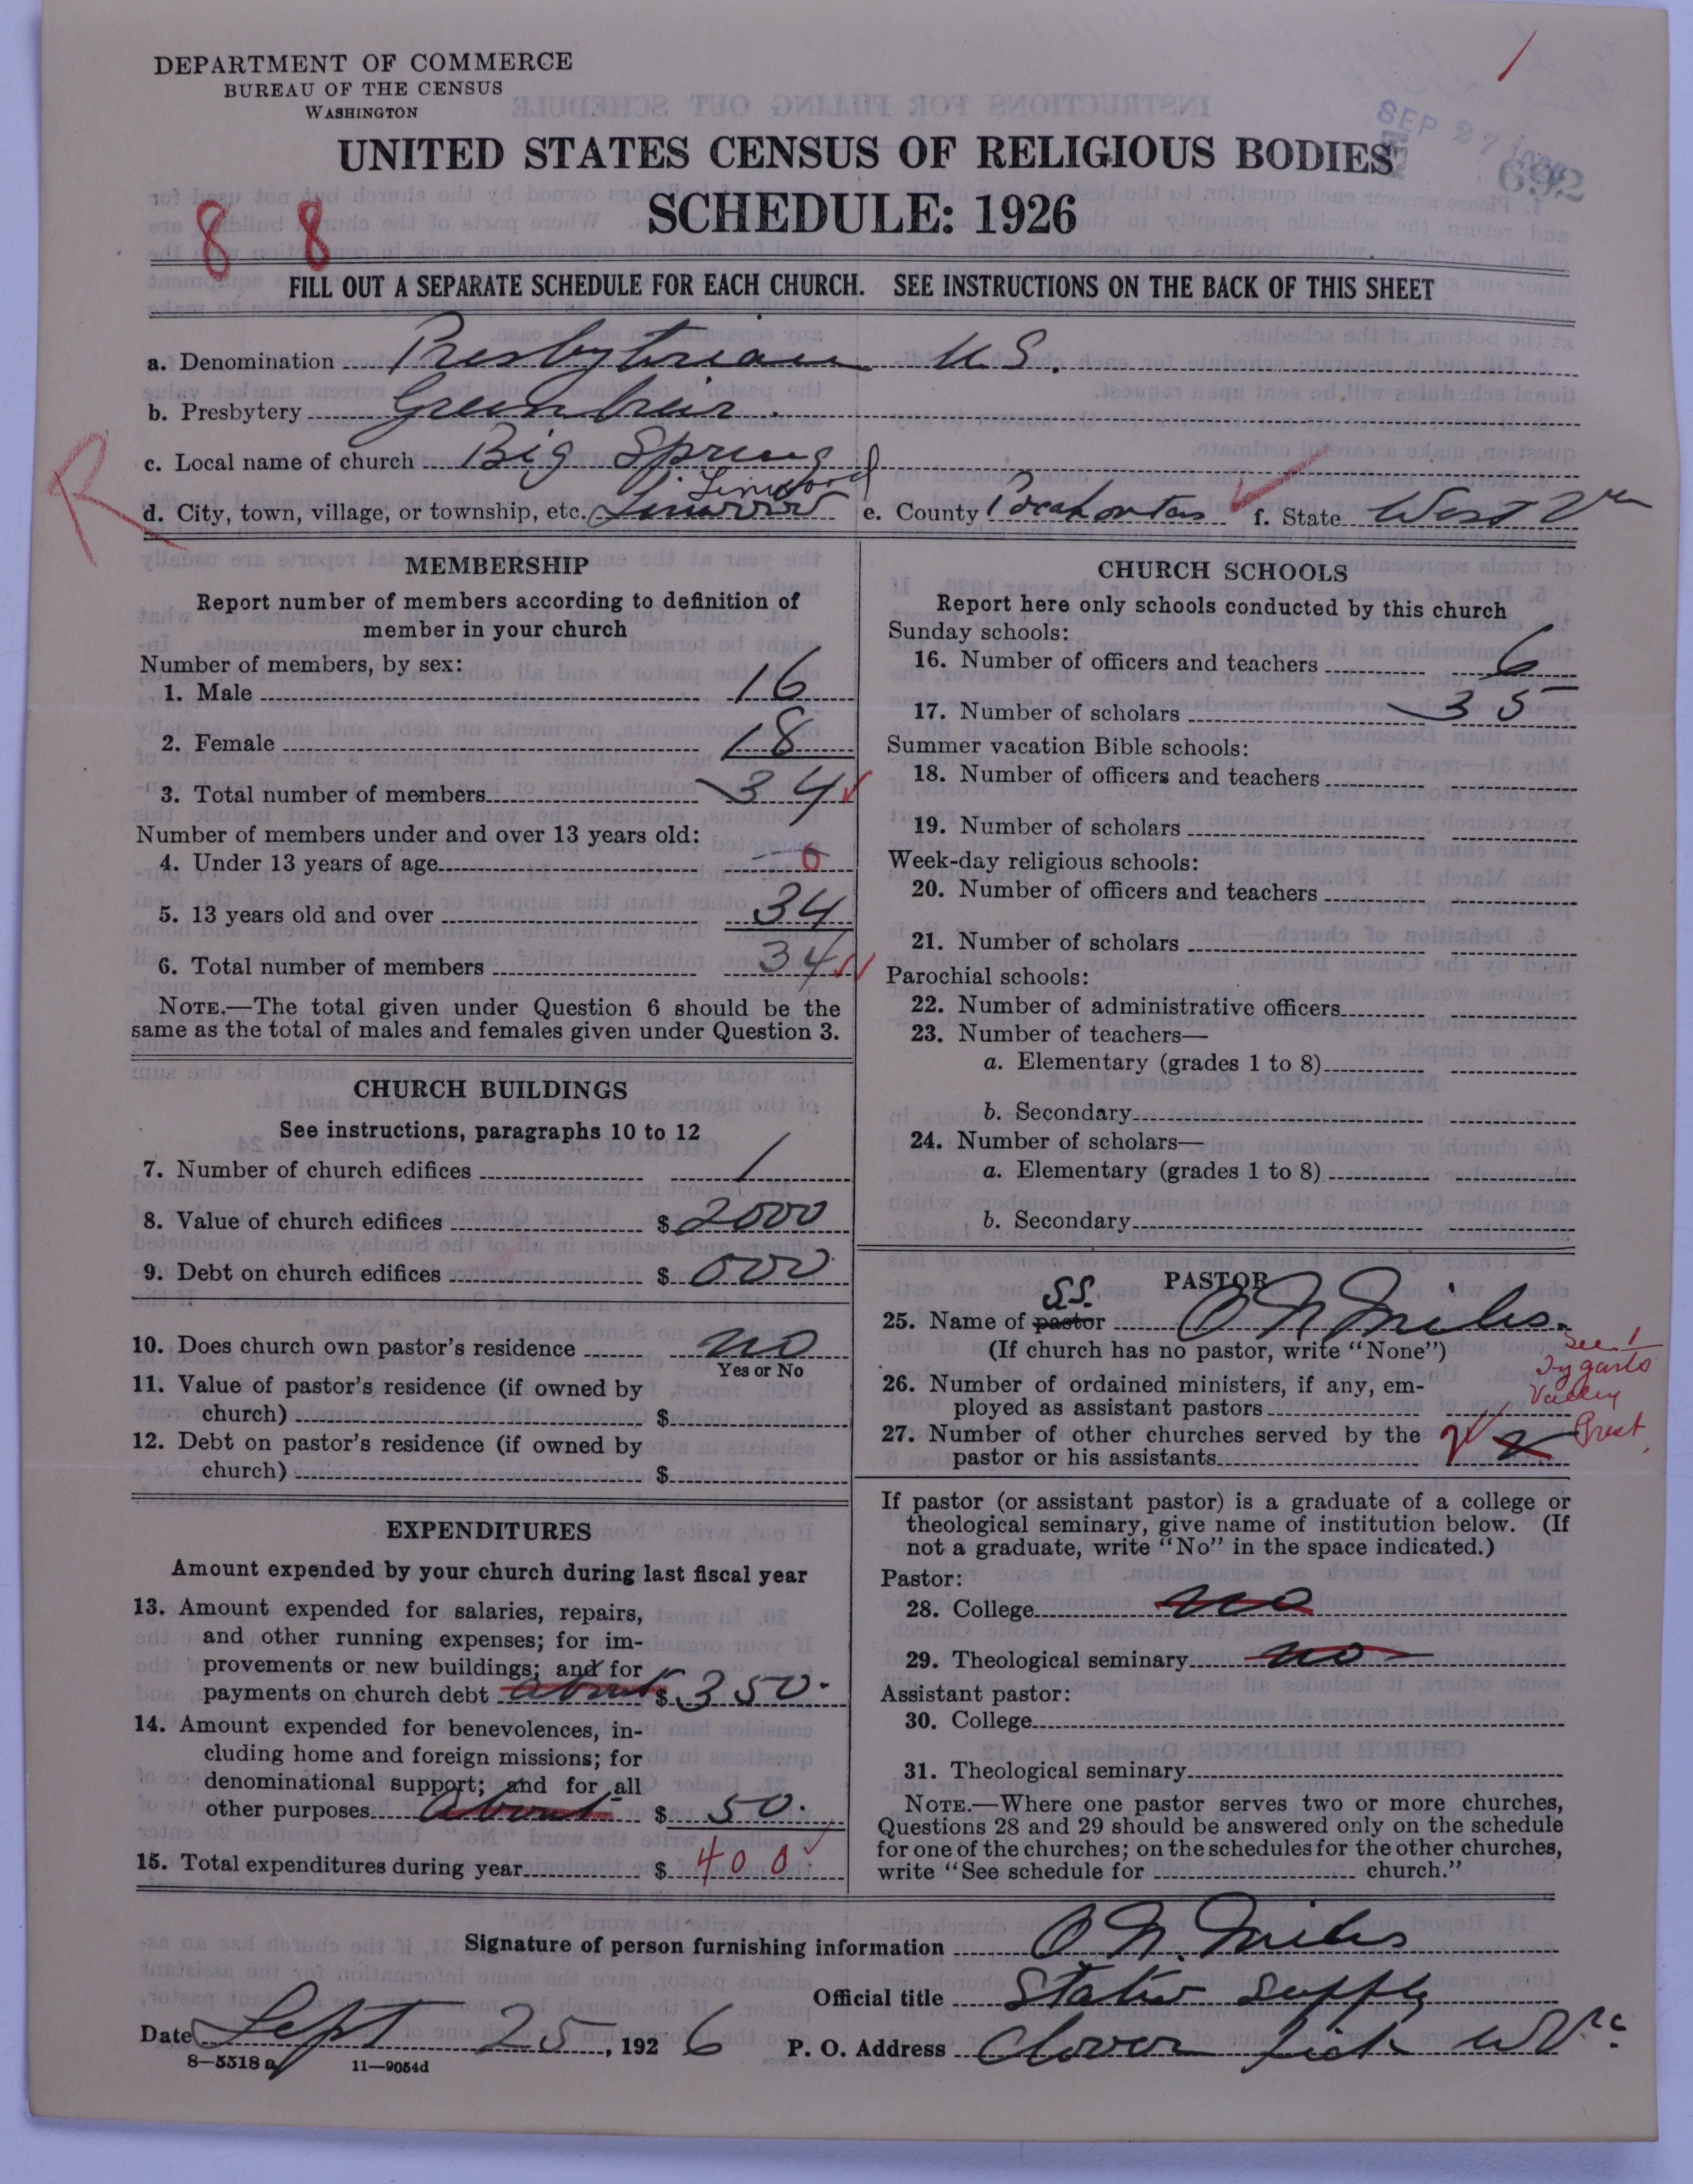 DEPARTMENT OF COMMERCE
BUREAU OF THE CENSUS
WASHINGTON
UNITED STATES CENSUS OF RELIGIOUS BODIES
SCHEDULE: 1926
SEP 27
692
8 8
FILL OUT A SEPARATE SCHEDULE FOR EACH CHURCH. SEE INSTRUCTIONS ON THE BACK OF THIS SHEET
a. Denomination Presbyterian U.S.
b. Presbytery Greenbrier.
c. Local name of church Big Spring
R
Linwood
d. City, town, village, or township, etc. Linwood e. County Pocahontas f. State West Va
MEMBERSHIP
Report number of members according to definition of
member in your church
Number of members, by sex:
1. Male 16
2. Female 18
3. Total number of members 34
Number of members under and over 13 years old:
4. Under 13 years of age 0
5. 13 years old and over 34
6. Total number of members 34
NOTE.—The total given under Question 6 should be the
same as the total of males and females given under Question 3.
CHURCH BUILDINGS
See instructions, paragraphs 10 to 12
7. Number of church edifices 1
8. Value of church edifices $ 2000
9. Debt on church edifices $ 000
10. Does church own pastor's residence no
Yes or No
11. Value of pastor's residence (if owned by
church) $
12. Debt on pastor's residence (if owned by
church) $
EXPENDITURES
Amount expended by your church during last fiscal year
13. Amount expended for salaries, repairs,
and other running expenses; for im-
provements or new buildings; and for
payments on church debt about $ 350.
14. Amount expended for benevolences, in-
cluding home and foreign missions; for
denominational support; and for all
other purposes about $ 50.
15. Total expenditures during year $ 400
CHURCH SCHOOLS
Report here only schools conducted by this church
Sunday schools:
16. Number of officers and teachers 6
17. Number of scholars 35
Summer vacation Bible schools:
18. Number of officers and teachers
19. Number of scholars
Week-day religious schools:
20. Number of officers and teachers
21. Number of scholars
Parochial schools:
22. Number of administrative officers
23. Number of teachers—
a. Elementary (grades 1 to 8)
b. Secondary
24. Number of scholars—
a. Elementary (grades 1 to 8)
b. Secondary
PASTOR
S.S.
25. Name of pastor O N Miles.
(If church has no pastor, write "None")
See
Tygarts
Valley
Prest.
26. Number of ordained ministers, if any, em-
ployed as assistant pastors
27. Number of other churches served by the
pastor or his assistants 2
If pastor (or assistant pastor) is a graduate of a college or
theological seminary, give name of institution below. (If
not a graduate, write "No" in the space indicated.)
Pastor:
28. College no
29. Theological seminary no
Assistant pastor:
30. College
31. Theological seminary
NOTE.—Where one pastor serves two or more churches,
Questions 28 and 29 should be answered only on the schedule
for one of the churches; on the schedules for the other churches,
write "See schedule for church."
Signature of person furnishing information O N. Miles
Official title Stated Supply
Date Sept 25, 1926 P. O. Address Clover Lick W Va
8—5518a 11—9054d